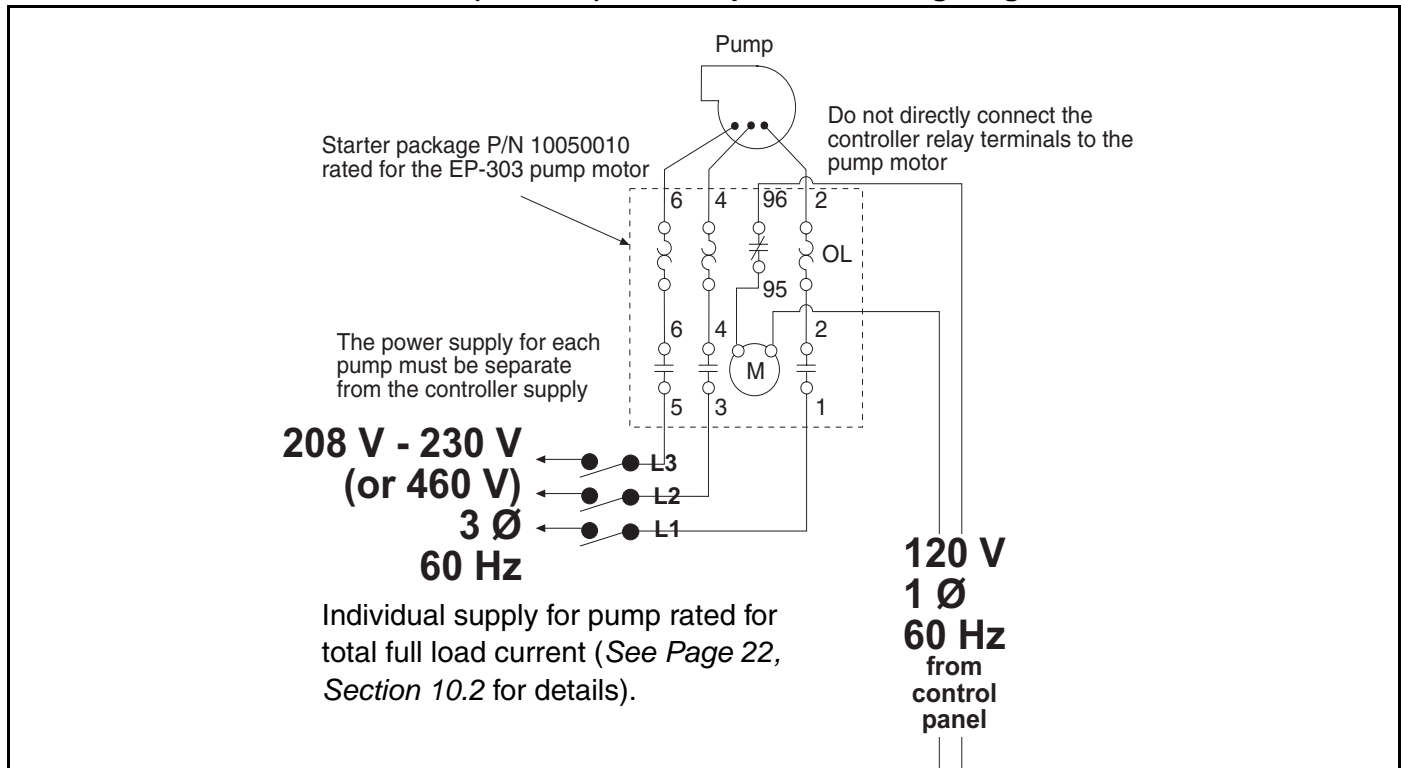 Pump
Starter package P/N 10050010
rated for the EP-303 pump motor
Do not directly connect the
controller relay terminals to the
pump motor
6 4 96 2
OL
95
6 4 2
M
5 3 1
The power supply for each
pump must be separate
from the controller supply
208 V - 230 V
(or 460 V)
3 Ø
60 Hz
L3
L2
L1
Individual supply for pump rated for
total full load current (See Page 22,
Section 10.2 for details).
120 V
1 Ø
60 Hz
from
control
panel